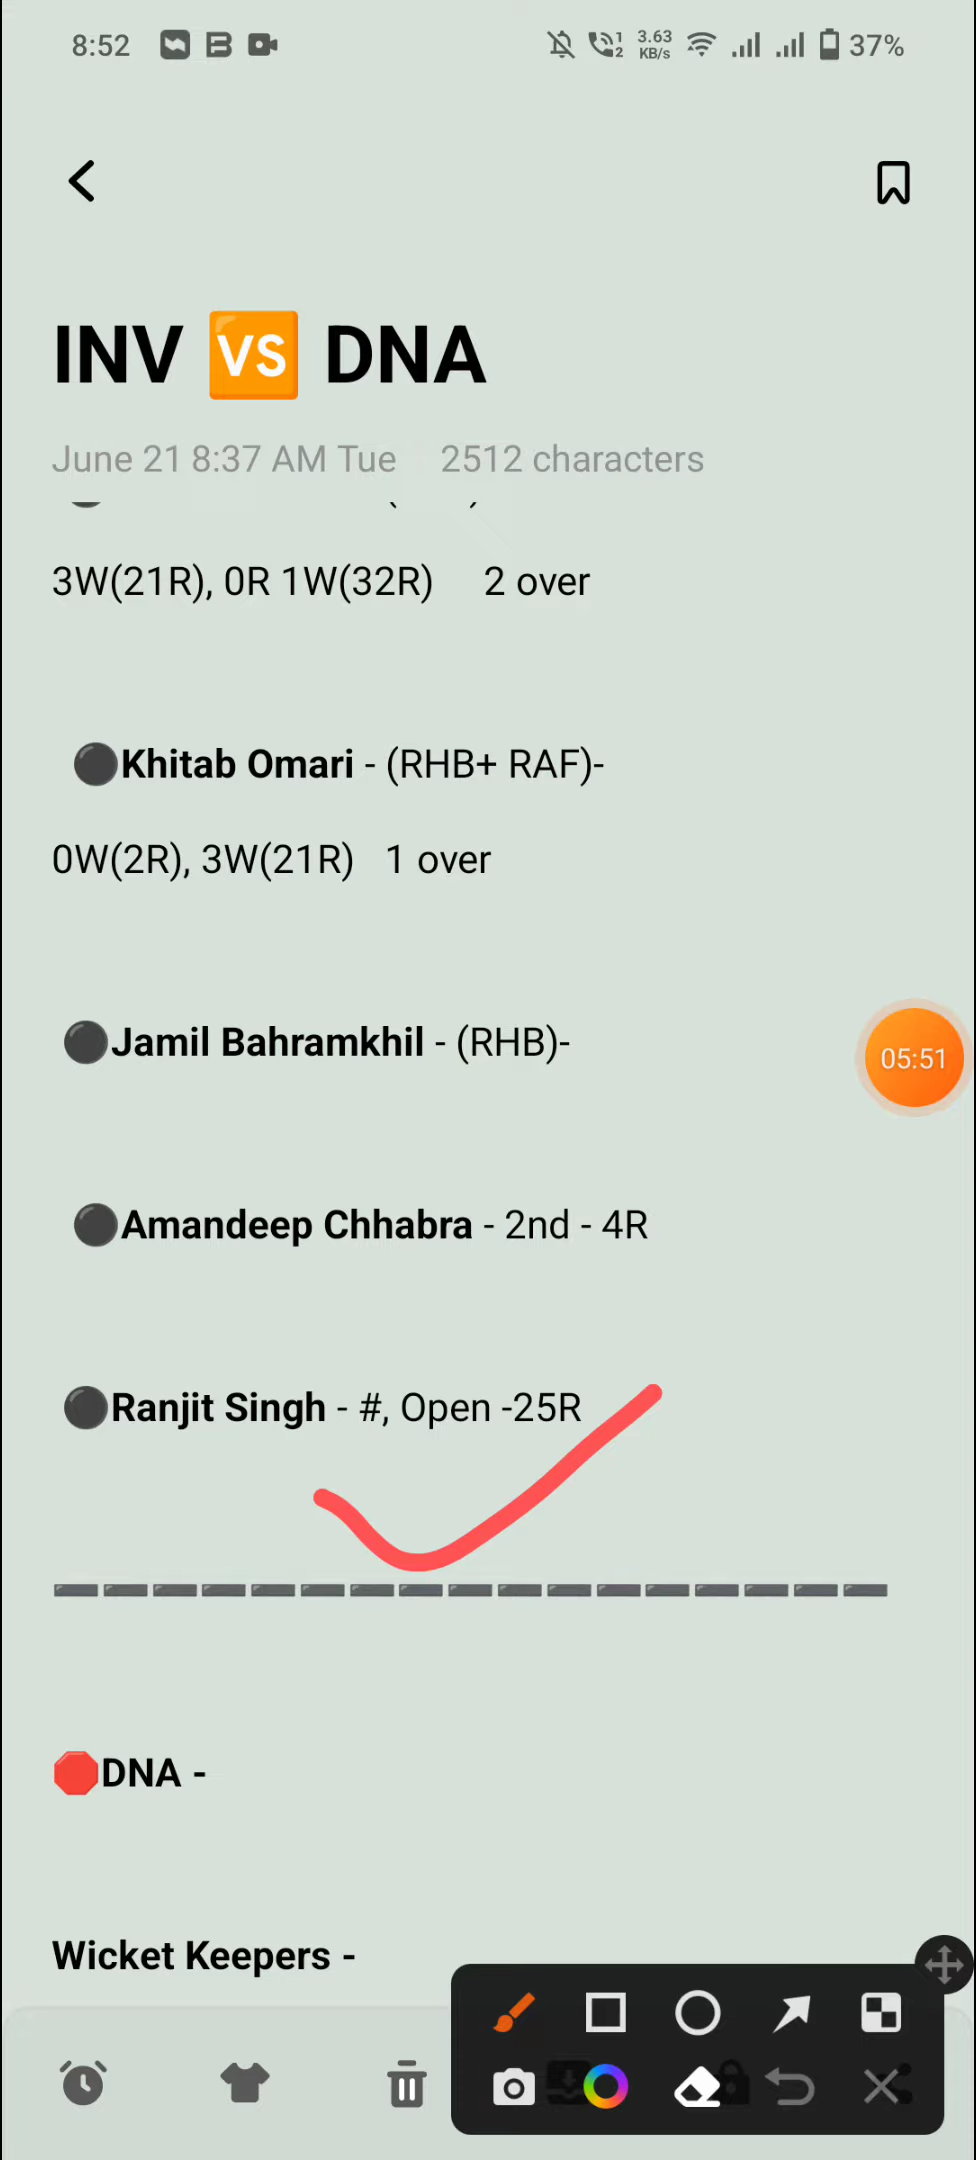 8:52
3.63
KB/s
37%
INV VS DNA
June 21 8:37 AM Tue 2512 characters
3W(21R), 0R 1W(32R) 2 over
Khitab Omari - (RHB+ RAF)-
0W(2R), 3W(21R) 1 over
Jamil Bahramkhil - (RHB)-
05:51
Amandeep Chhabra - 2nd - 4R
Ranjit Singh - #, Open -25R
DNA -
Wicket Keepers -